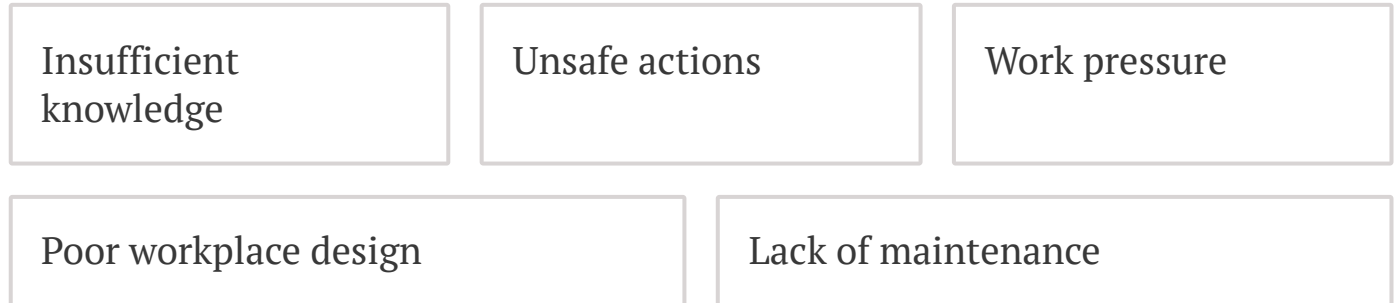 Insufficient
knowledge
Unsafe actions
Work pressure
Poor workplace design
Lack of maintenance